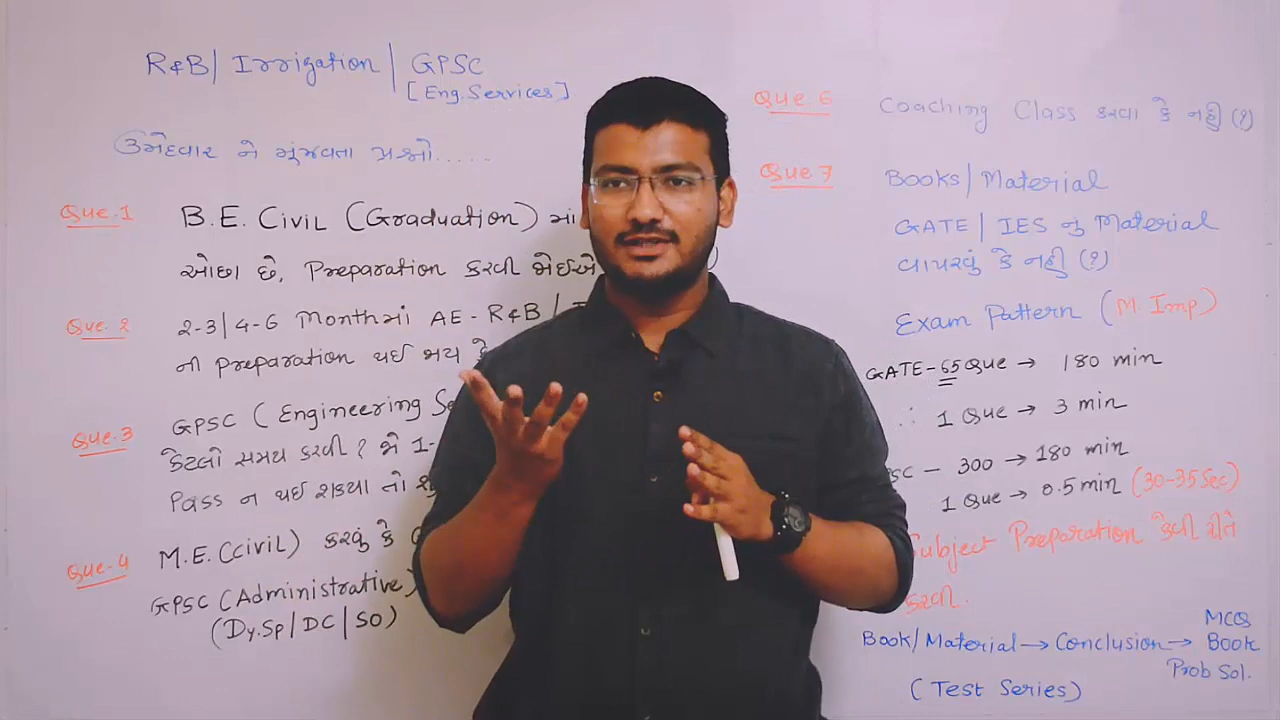 R&B/ Irrigation / GPSC
[Eng.Services]
ઉમેદવાર ને મૂંઝવતા પ્રશ્નો......
Que.1 B.E. Civil (Graduation) માં
ઓછા છે, Preparation કરવી જોઈએ
Que.2 2-3/4-6 Monthમાં AE-R&B/
ની preparation થઈ જાય કે
Que.3 GPSC (Engineering Se
કેટલો સમય કરવી? જો 1-
Pass ન થઈ શક્યા તો શું
Que.4 M.E.(civil) કરવું કે
GPSC (Administrative)
(Dy.Sp/DC/SO)
Que.6 Coaching Class કરવા કે નહી (?)
Que 7 Books/Material
GATE/IES નું Material
વાપરવું કે નહી (?)
Exam Pattern (M.Imp)
GATE-65 Que → 180 min
∴ 1 Que → 3 min
SC - 300 → 180 min
1 Que → 0.5 min (30-35 Sec)
Subject Preparation કેવી રીતે
કરવી.
Book/Material → Conclusion → MCQ Book Prob Sol.
(Test Series)